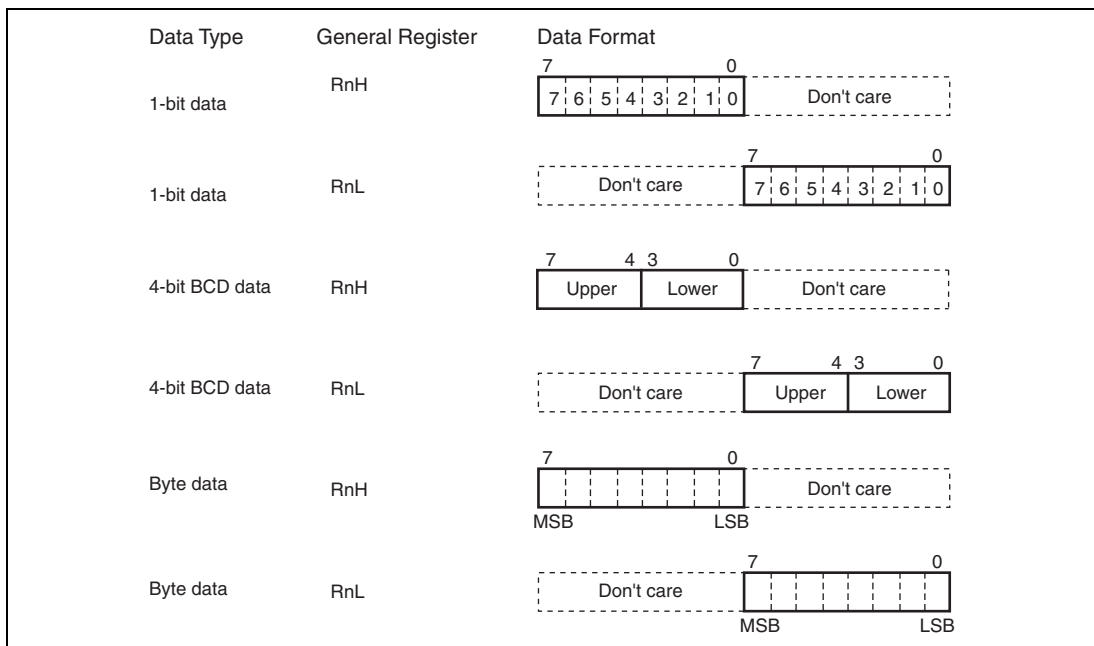 Data Type General Register Data Format
7 0
1-bit data RnH 7 6 5 4 3 2 1 0 Don't care
7 0
1-bit data RnL Don't care 7 6 5 4 3 2 1 0
7 4 3 0
4-bit BCD data RnH Upper Lower Don't care
7 4 3 0
4-bit BCD data RnL Don't care Upper Lower
7 0
Byte data RnH Don't care
MSB LSB
7 0
Byte data RnL Don't care
MSB LSB